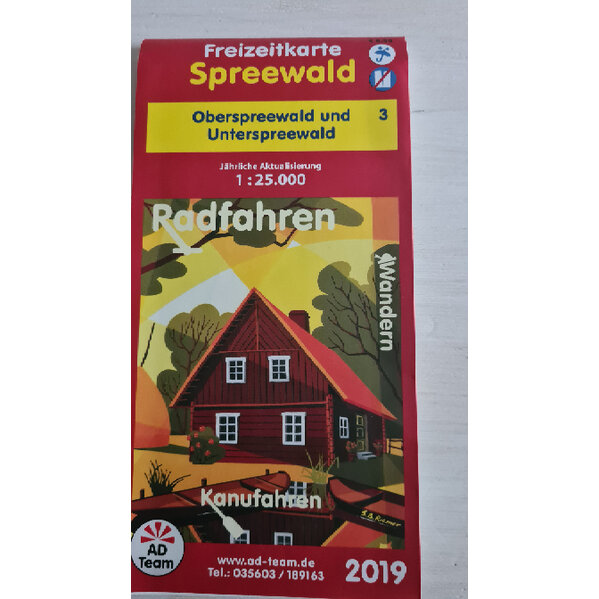 Freizeitkarte
Spreewald
Oberspreewald und
Unterspreewald
3
Jährliche Aktualisierung
1 : 25.000
Radfahren
Wandern
Kanufahren
AD
Team
www.ad-team.de
Tel.: 035603 / 189163
2019